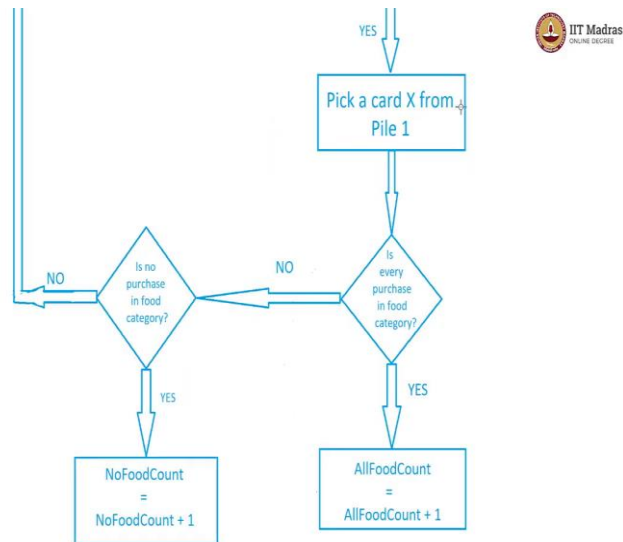 YES
IIT Madras
ONLINE DEGREE
Pick a card X from
Pile 1
Is no
purchase
in food
category?
NO
NO
Is
every
purchase
in food
category?
YES
YES
NoFoodCount
=
NoFoodCount + 1
AllFoodCount
=
AllFoodCount + 1